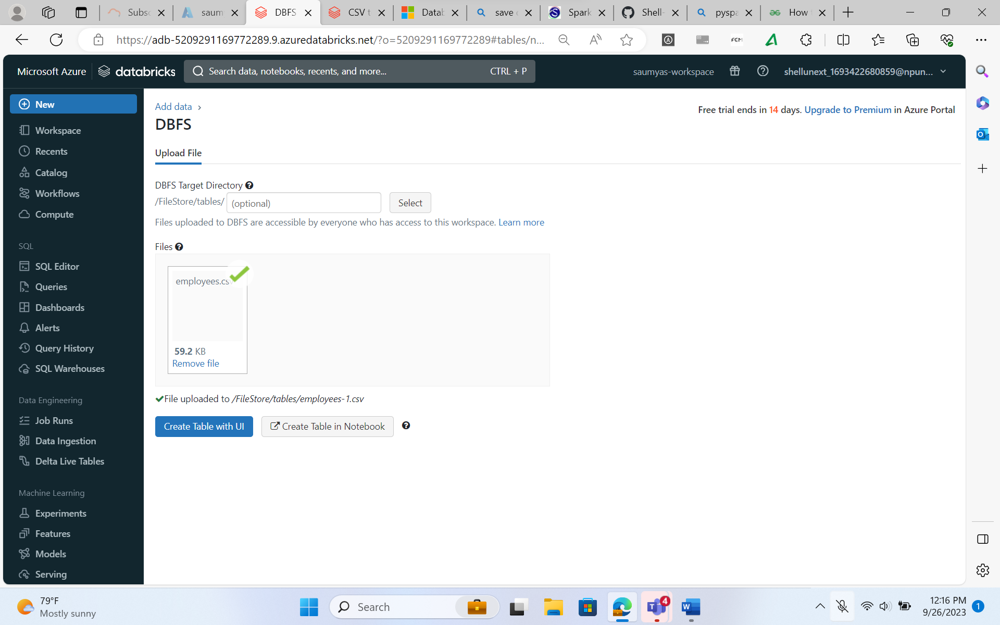 Subsc
saum
DBFS
CSV t
Datab
save
Spark
Shell-
pyspa
How
https://adb-5209291169772289.9.azuredatabricks.net/?o=5209291169772289#tables/n...
FCM
Microsoft Azure
databricks
Search data, notebooks, recents, and more...
CTRL + P
saumyas-workspace
shellunext_1693422680859@npun...
New
Workspace
Recents
Catalog
Workflows
Compute
SQL
SQL Editor
Queries
Dashboards
Alerts
Query History
SQL Warehouses
Data Engineering
Job Runs
Data Ingestion
Delta Live Tables
Machine Learning
Experiments
Features
Models
Serving
Add data >
Free trial ends in 14 days. Upgrade to Premium in Azure Portal
DBFS
Upload File
DBFS Target Directory
/FileStore/tables/ (optional)
Select
Files uploaded to DBFS are accessible by everyone who has access to this workspace. Learn more
Files
employees.csv
59.2 KB
Remove file
File uploaded to /FileStore/tables/employees-1.csv
Create Table with UI
Create Table in Notebook
79°F
Mostly sunny
Search
4
12:16 PM
9/26/2023
1